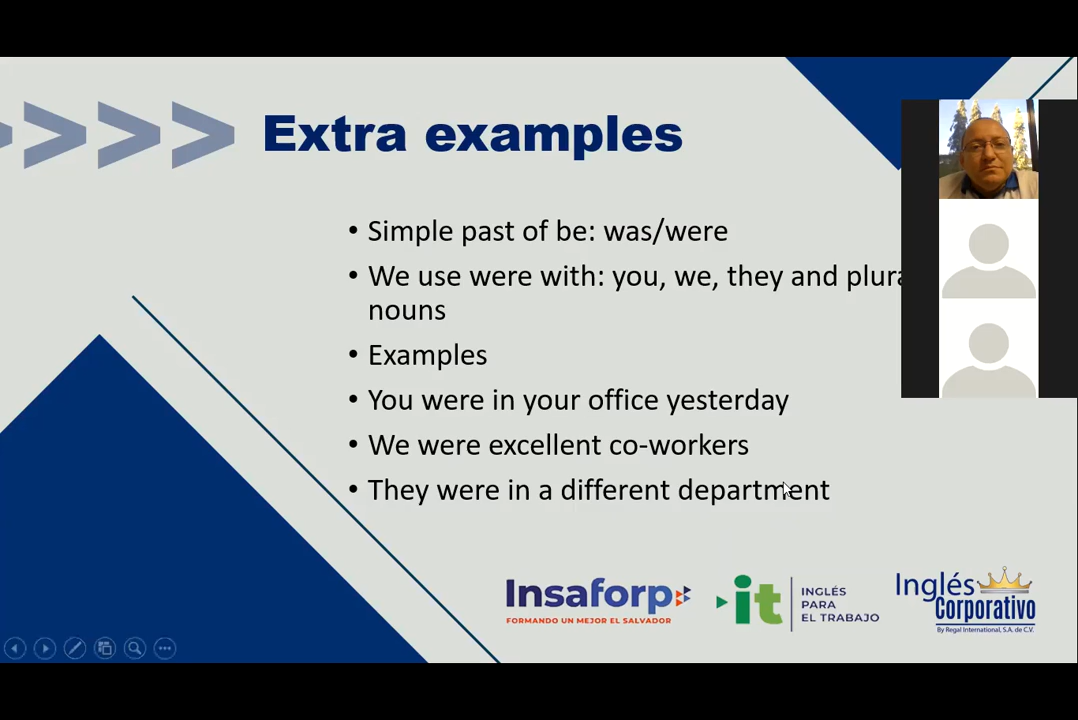 Extra examples
• Simple past of be: was/were
• We use were with: you, we, they and
nouns
• Examples
• You were in your office yesterday
• We were excellent co-workers
• They were in a different department
Insaforp
FORMANDO UN MEJOR EL SALVADOR
it
INGLÉS
PARA
EL TRABAJO
Inglés
Corporativo
By Regal International, S.A. de C.V.